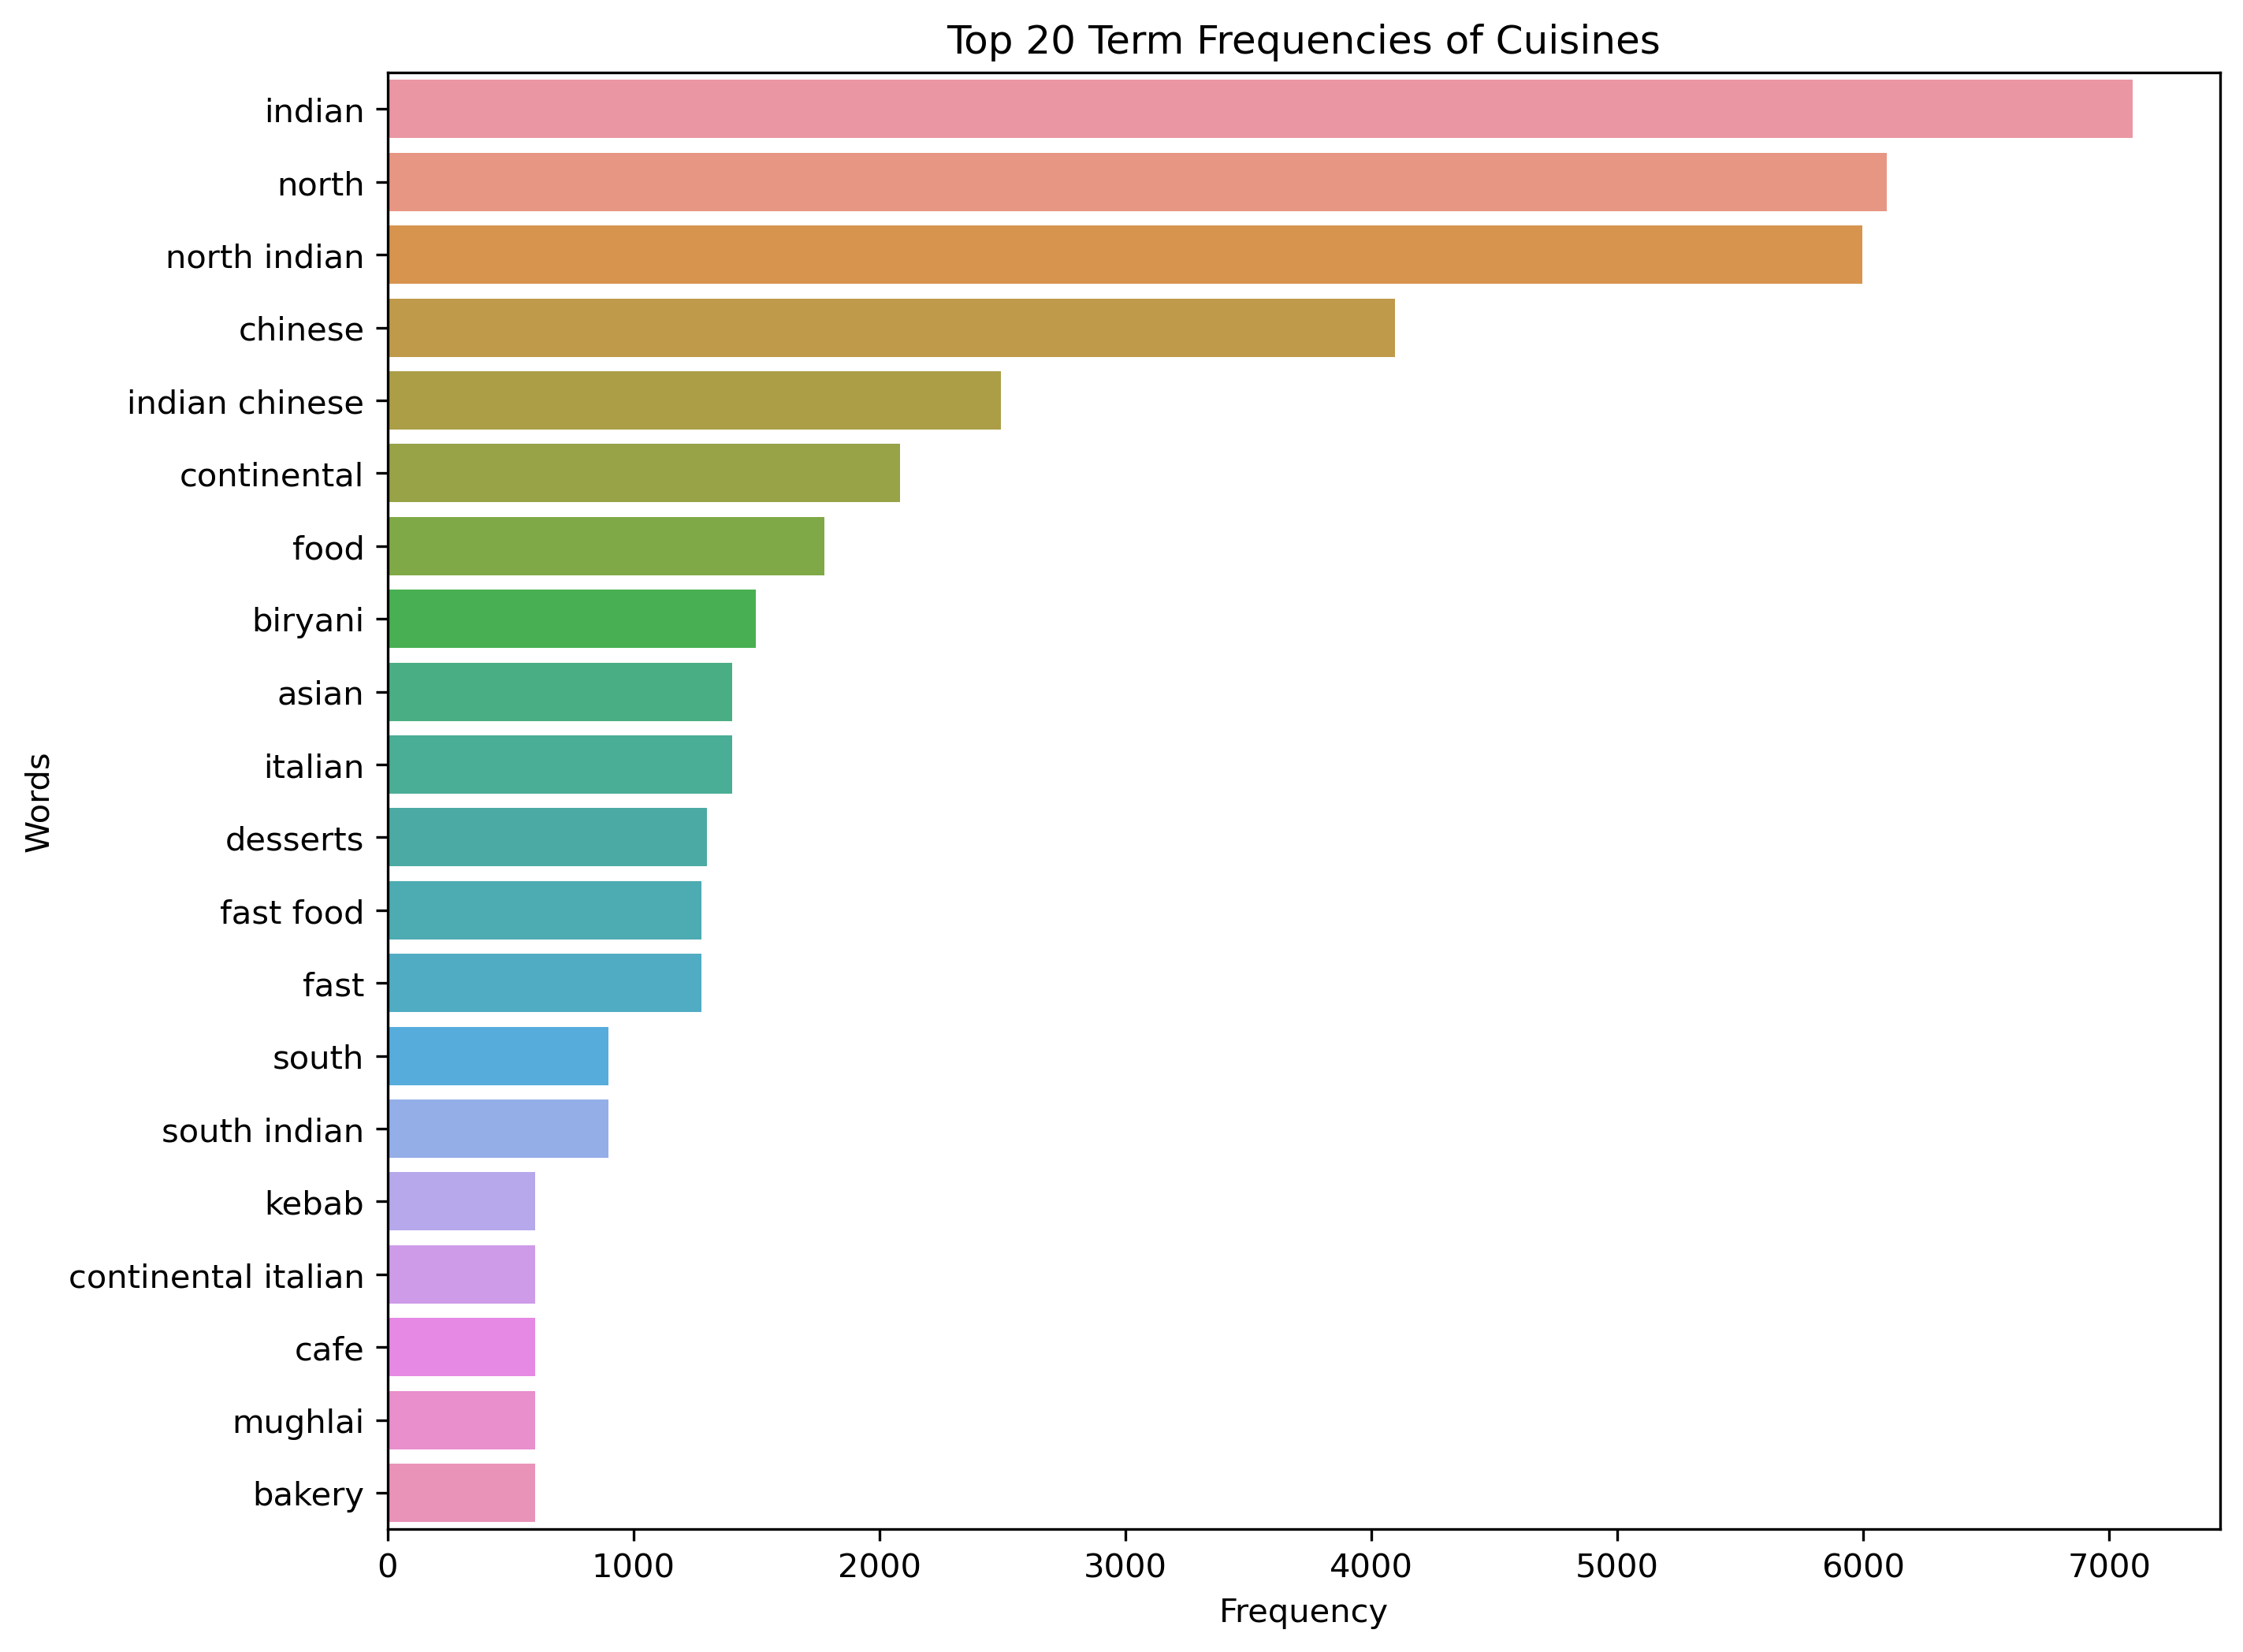 Top 20 Term Frequencies of Cuisines
indian
north
north indian
chinese
indian chinese
continental
food
biryani
asian
italian
desserts
fast food
fast
south
south indian
kebab
continental italian
cafe
mughlai
bakery
Words
0 1000 2000 3000 4000 5000 6000 7000
Frequency